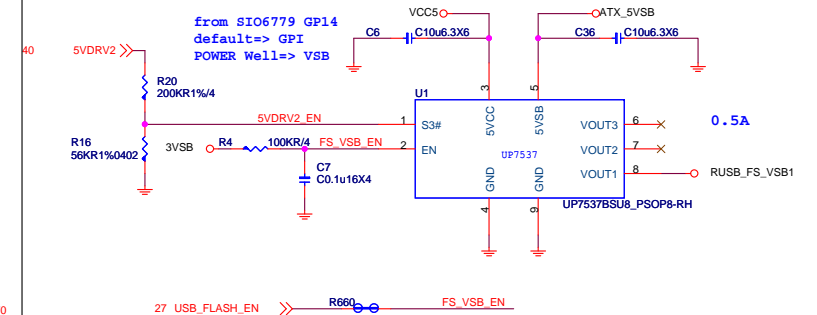 from SIO6779 GP14
default=> GPI
POWER Well=> VSB
VCC5
ATX_5VSB
C6
C10u6.3X6
C36
C10u6.3X6
40
5VDRV2
R20
200KR1%/4
U1
3
5
5VDRV2_EN
1
S3#
5VCC
5VSB
VOUT3
6
0.5A
R16
56KR1%0402
3VSB
R4
100KR/4
FS_VSB_EN
2
EN
UP7537
VOUT2
7
C7
C0.1u16X4
GND
GND
VOUT1
8
RUSB_FS_VSB1
4
9
UP7537BSU8_PSOP8-RH
27
USB_FLASH_EN
R660
FS_VSB_EN
0